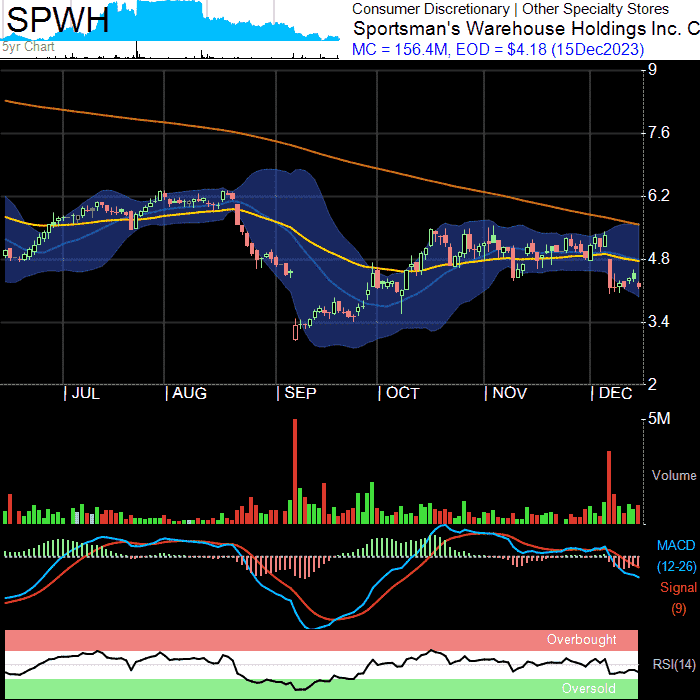 SPWH
5yr Chart
Consumer Discretionary | Other Specialty Stores
Sportsman's Warehouse Holdings Inc. C
MC = 156.4M, EOD = $4.18 (15Dec2023)
9
7.6
6.2
4.8
3.4
2
JUL AUG SEP OCT NOV DEC
5M
Volume
MACD
(12-26)
Signal
(9)
Overbought
RSI(14)
Oversold